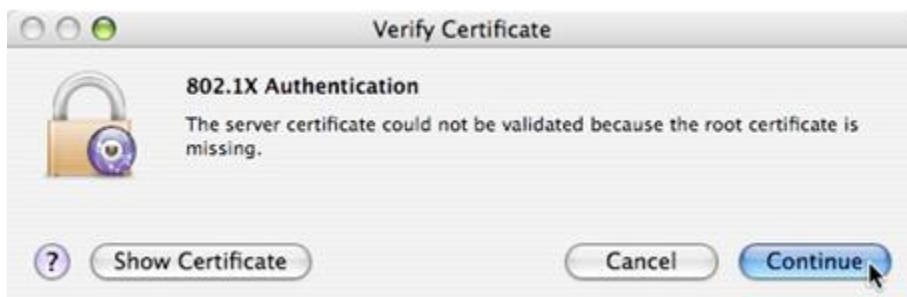 Verify Certificate
802.1X Authentication
The server certificate could not be validated because the root certificate is
missing.
? Show Certificate Cancel Continue